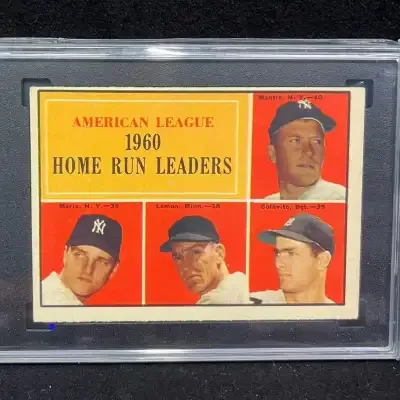 AMERICAN LEAGUE
1960
HOME RUN LEADERS
Mantle, N. Y.—40
Maris, N. Y.—39
Lemon, Minn.—38
Colavito, Det.—35